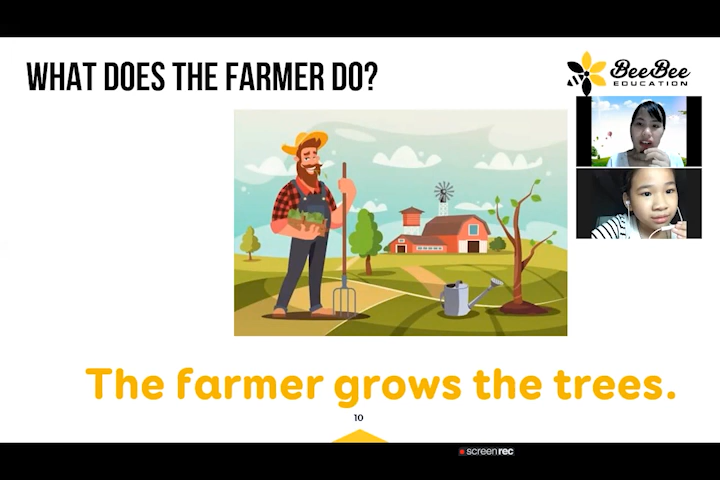 WHAT DOES THE FARMER DO?
BeeBee
EDUCATION
The farmer grows the trees.
10
screenrec